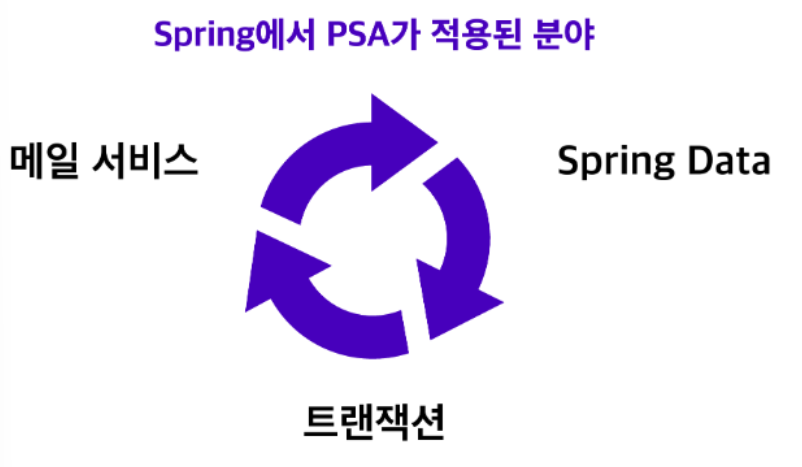 Spring에서 PSA가 적용된 분야
메일 서비스
Spring Data
트랜잭션